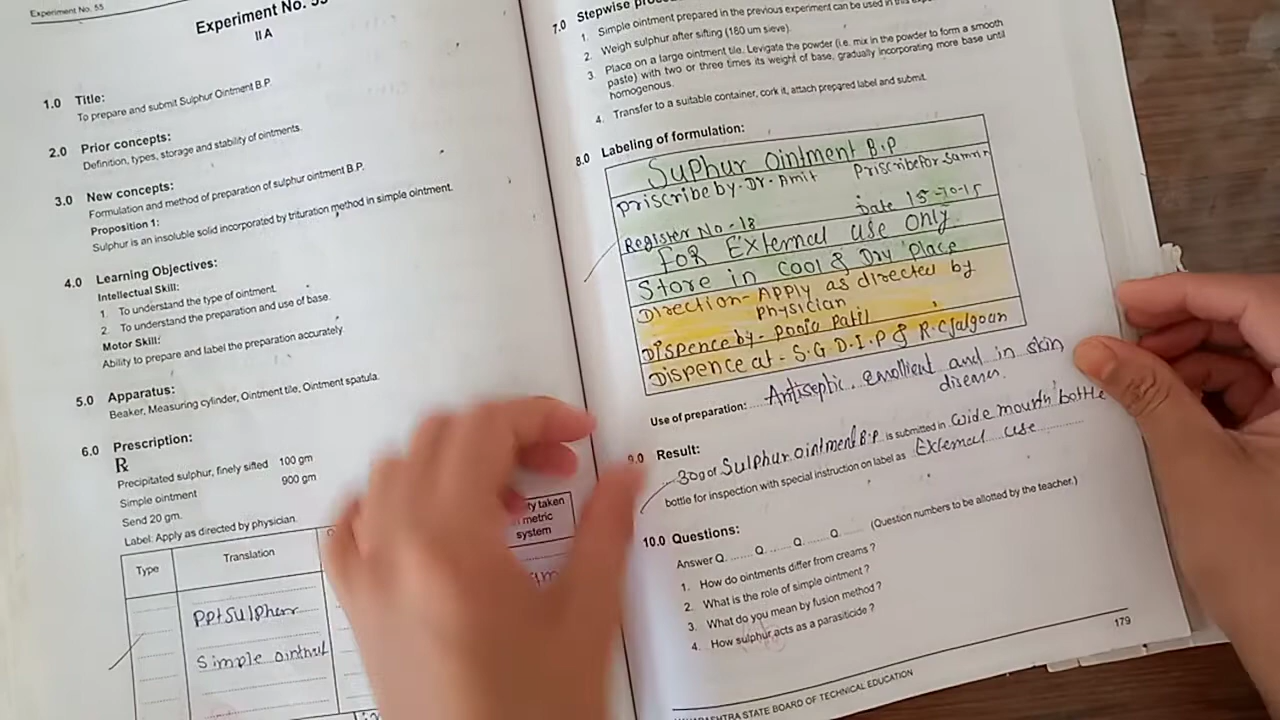 Experiment No. 55
Experiment No. 55
II A
1.0 Title:
To prepare and submit Sulphur Ointment B.P
2.0 Prior concepts:
Definition, types, storage and stability of ointments.
3.0 New concepts:
Formulation and method of preparation of sulphur ointment B.P.
Proposition 1:
Sulphur is an insoluble solid incorporated by trituration method in simple ointment.
4.0 Learning Objectives:
Intellectual Skill:
1. To understand the type of ointment.
2. To understand the preparation and use of base.
Motor Skill:
Ability to prepare and label the preparation accurately.
5.0 Apparatus:
Beaker, Measuring cylinder, Ointment tile, Ointment spatula.
6.0 Prescription:
℞
Precipitated sulphur, finely sifted 100 gm
Simple ointment 900 gm
Send 20 gm.
Label: Apply as directed by physician.
Type Translation
taken
metric
system
PptSulpherr
Simple
7.0 Stepwise
1. Simple ointment prepared in the previous experiment can be used in this
2. Weigh sulphur after sifting (180 um sieve).
3. Place on a large ointment tile. Levigate the powder (i.e. mix in the powder to form a smooth
paste) with two or three times its weight of base, gradually incorporating more base until
homogenous.
4. Transfer to a suitable container, cork it, attach prepared label and submit.
8.0 Labeling of formulation:
Sulphur ointment B.P
Priscribe by-Dr. Amit Priscribe for
Register No - 18 Date 15-10-15
FOR External use only
Store in cool & Dry place
Direction- APPLY as directed by
Physician
Dispence by - Pooja Patil
Dispence at - S.G.D.I.P & R.C Jalgaon
Use of preparation: Antiseptic, emollient and in skin
diseases.
9.0 Result:
30g of Sulphur ointment B.P is submitted in wide mouth bottle
bottle for inspection with special instruction on label as External use
10.0 Questions:
Answer Q. ...... Q. ...... Q. ...... Q. ...... (Question numbers to be allotted by the teacher.)
1. How do ointments differ from creams ?
2. What is the role of simple ointment ?
3. What do you mean by fusion method ?
4. How sulphur acts as a parasiticide ?
179
STATE BOARD OF TECHNICAL EDUCATION